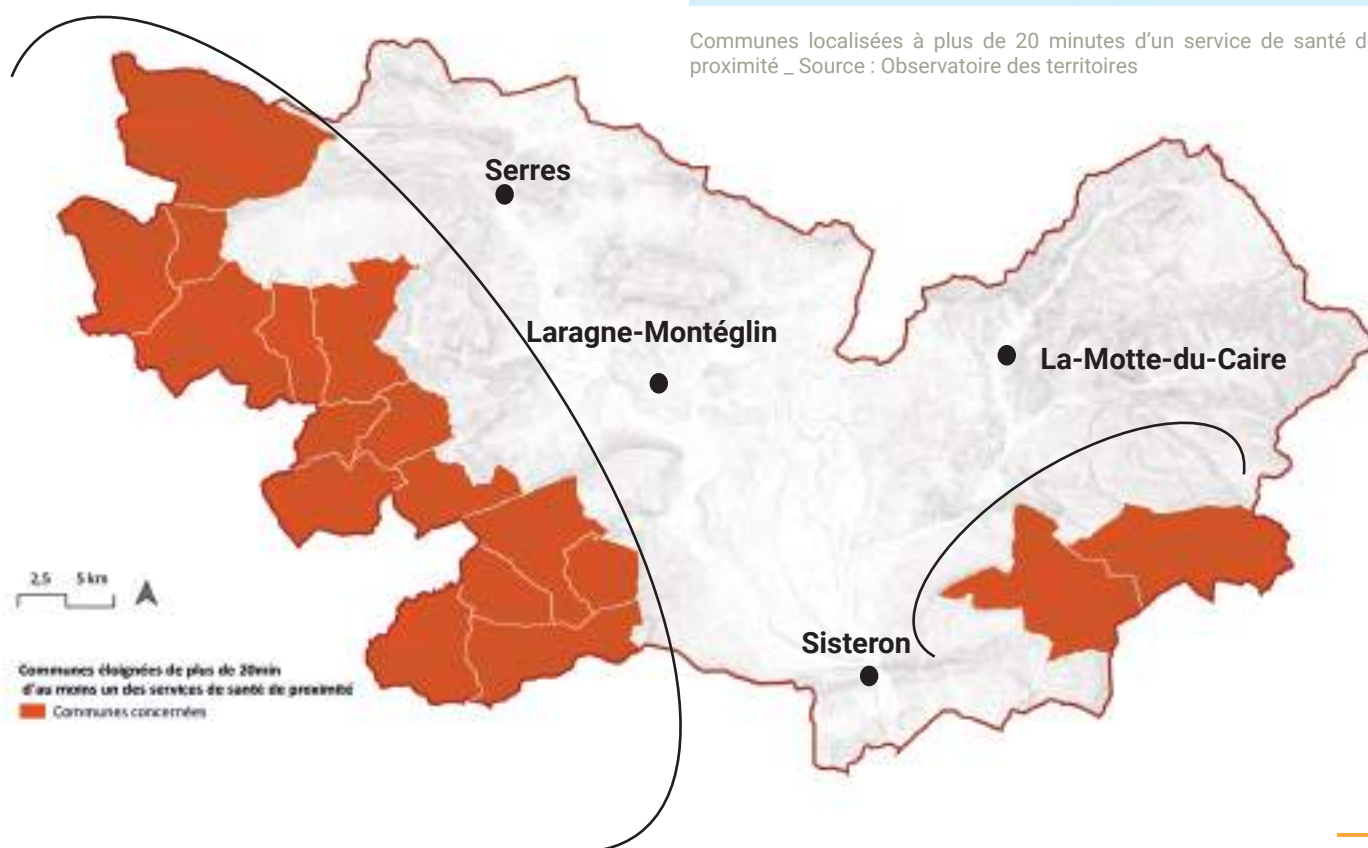 Communes localisées à plus de 20 minutes d'un service de santé d
proximité _ Source : Observatoire des territoires
Serres
Laragne-Montéglin
La-Motte-du-Caire
Sisteron
2,5 5 km
Communes éloignées de plus de 20min
d'au moins un des services de santé de proximité
Communes concernées